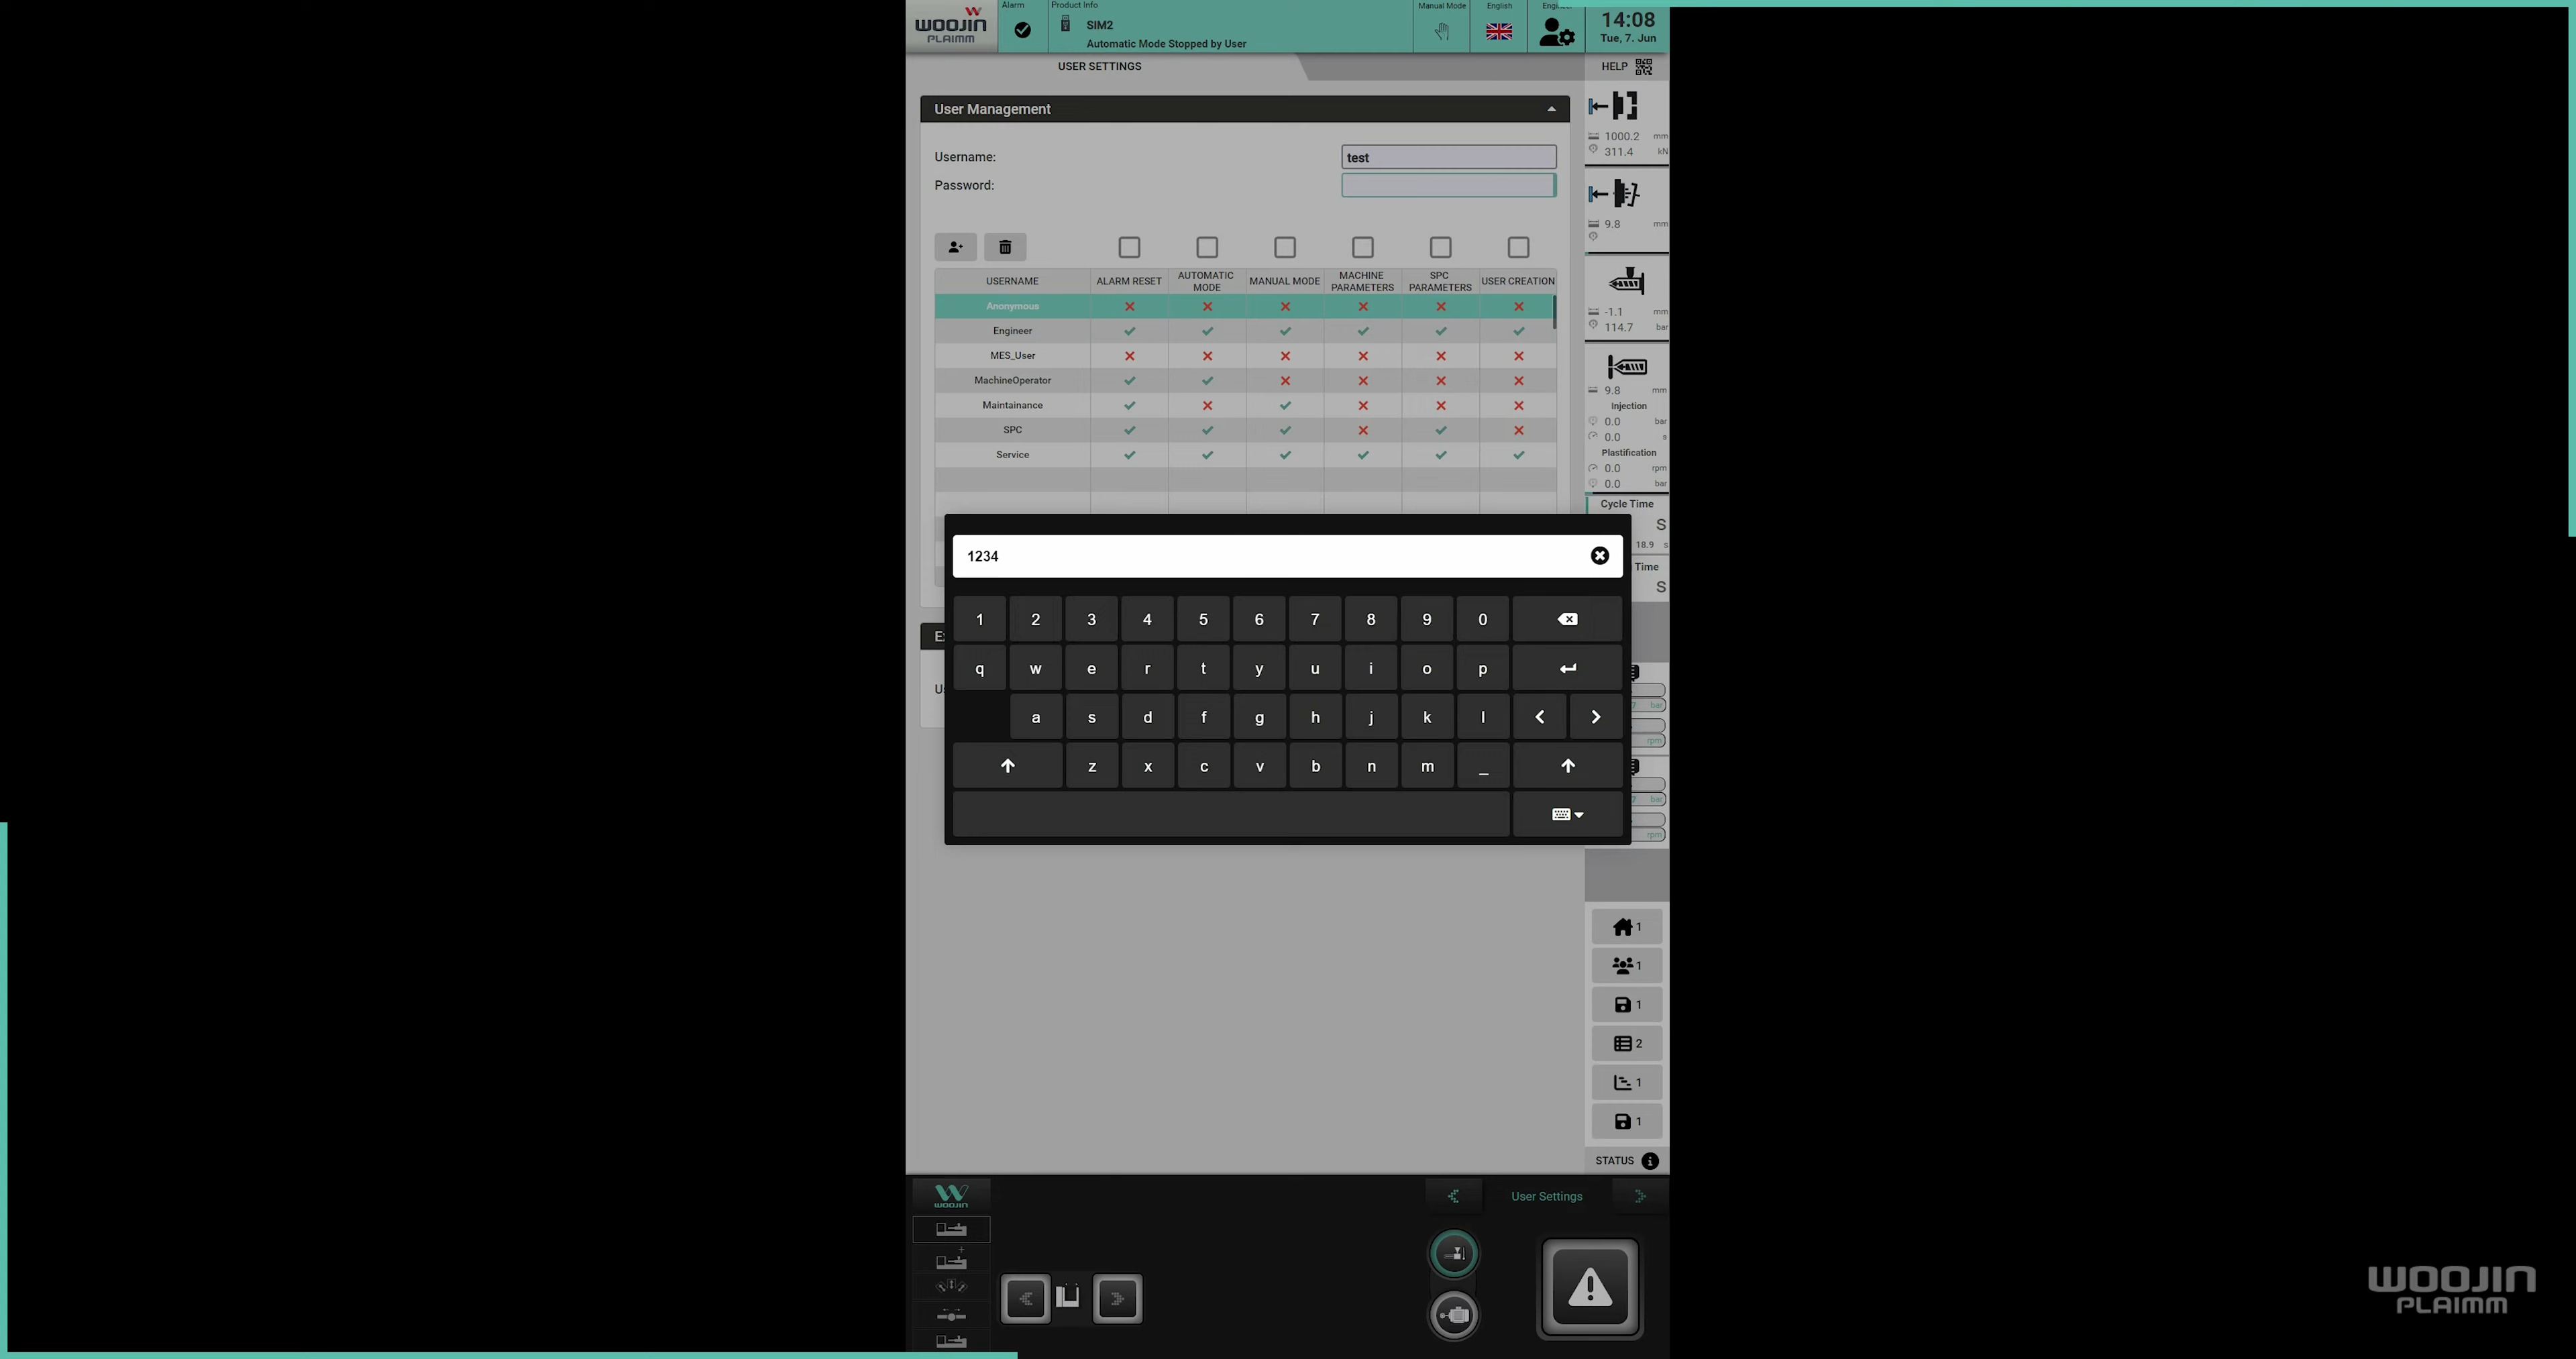 WOOJIN
PLAIMM
Alarm
Product Info
SIM2
Automatic Mode Stopped by User
Manual Mode
English
14:08
Tue, 7. Jun
USER SETTINGS
HELP
User Management
Username:
test
Password:
USERNAME
ALARM RESET
AUTOMATIC MODE
MANUAL MODE
MACHINE PARAMETERS
SPC PARAMETERS
USER CREATION
Anonymous
Engineer
MES_User
MachineOperator
Maintainance
SPC
Service
1000.2 mm
311.4 kN
9.8 mm
-1.1 mm
114.7 bar
9.8 mm
Injection
0.0 bar
0.0 s
Plastification
0.0 rpm
0.0 bar
Cycle Time
S
18.9 s
Time
S
1234
1 2 3 4 5 6 7 8 9 0
q w e r t y u i o p
a s d f g h j k l
z x c v b n m _
bar
rpm
bar
rpm
1
1
1
2
1
1
STATUS
WOOJIN
User Settings
WOOJIN
PLAIMM